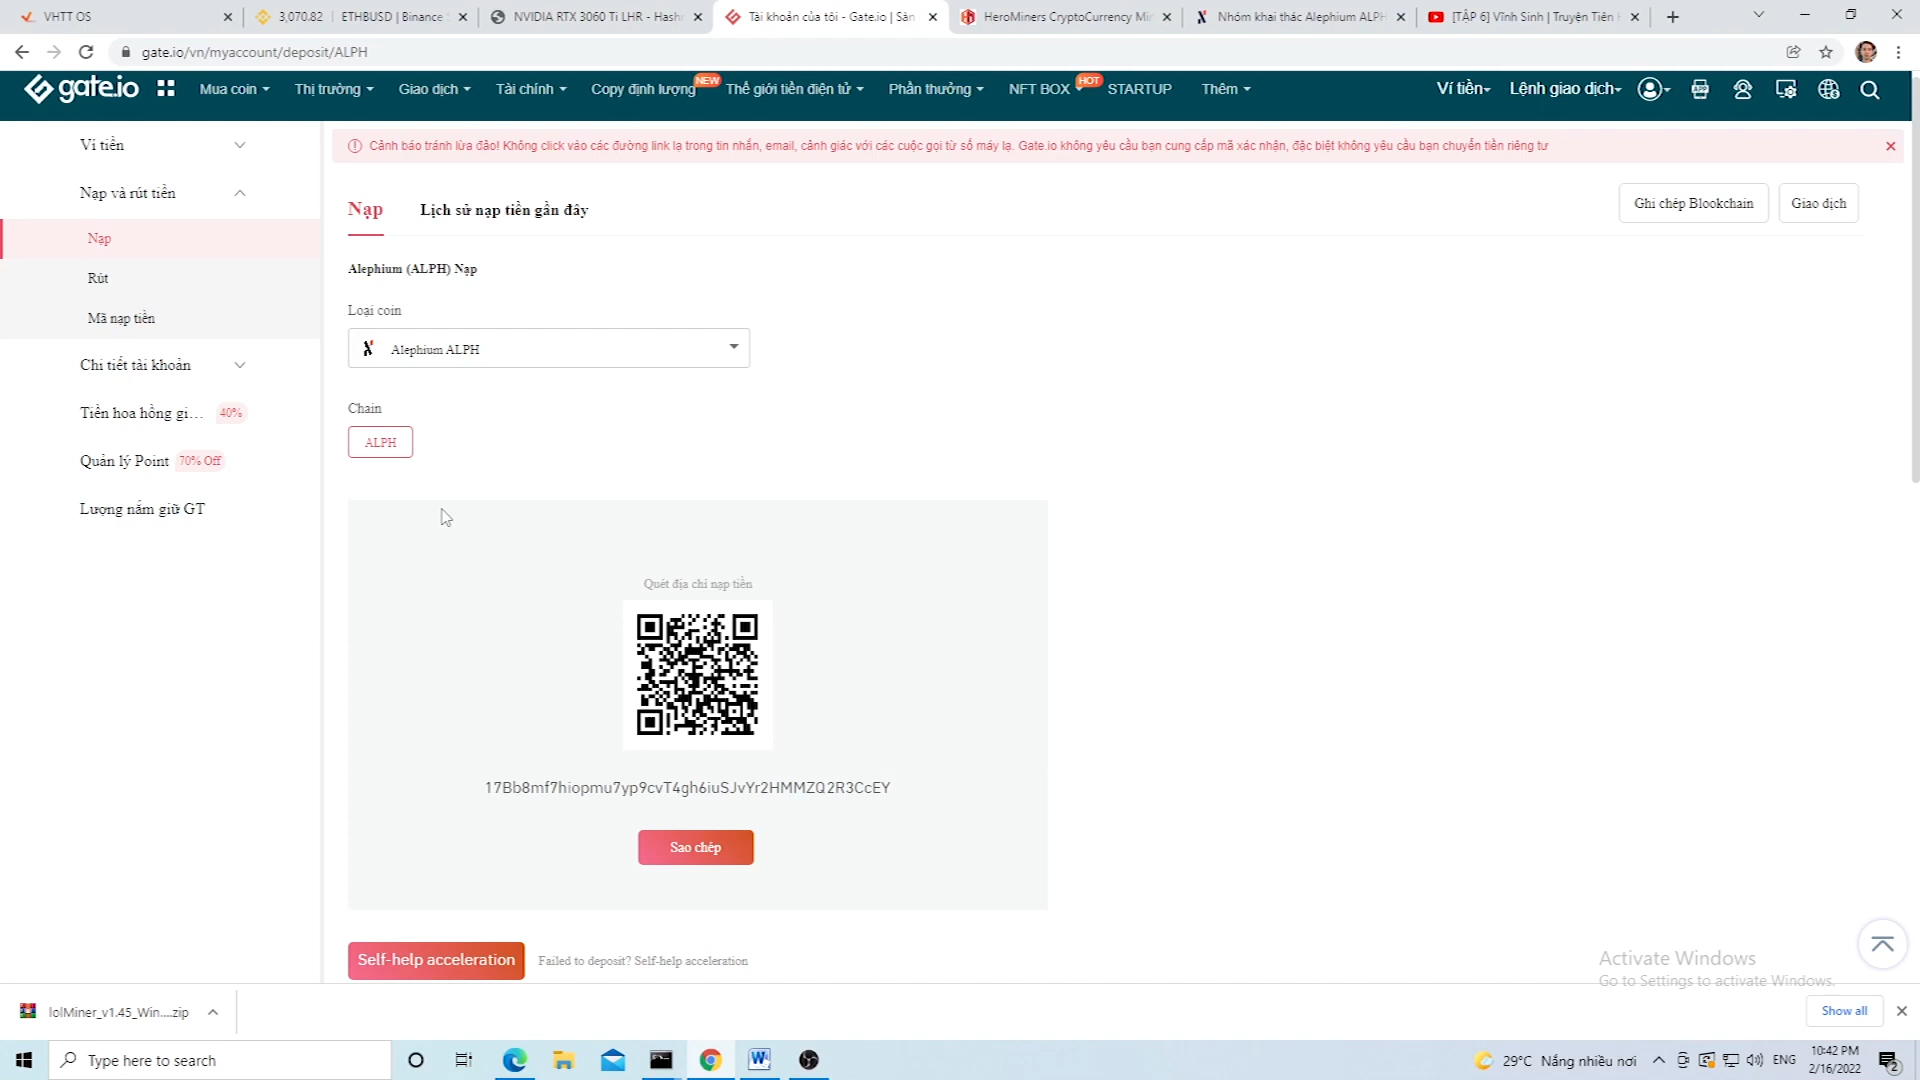 VHTT OS
3,070.82 | ETHBUSD | Binance
NVIDIA RTX 3060 Ti LHR - Hash
Tài khoản của tôi - Gate.io | Sàn
HeroMiners CryptoCurrency Min
Nhóm khai thác Alephium ALPH
[TẬP 6] Vĩnh Sinh | Truyện Tiên
gate.io/vn/myaccount/deposit/ALPH
gate.io
Mua coin
Thị trường
Giao dịch
Tài chính
Copy định lượng
NEW
Thế giới tiền điện tử
Phần thưởng
NFT BOX
HOT
STARTUP
Thêm
Ví tiền
Lệnh giao dịch
Ví tiền
Nạp và rút tiền
Nạp
Rút
Mã nạp tiền
Chi tiết tài khoản
Tiền hoa hồng gi... 40%
Quản lý Point 70% Off
Lượng nắm giữ GT
Cảnh báo tránh lừa đảo! Không click vào các đường link lạ trong tin nhắn, email, cảnh giác với các cuộc gọi từ số máy lạ. Gate.io không yêu cầu bạn cung cấp mã xác nhận, đặc biệt không yêu cầu bạn chuyển tiền riêng tư
Nạp
Lịch sử nạp tiền gần đây
Ghi chép Blookchain
Giao dịch
Alephium (ALPH) Nạp
Loại coin
Alephium ALPH
Chain
ALPH
Quét địa chỉ nạp tiền
17Bb8mf7hiopmu7yp9cvT4gh6iuSJvYr2HMMZQ2R3CcEY
Sao chép
Self-help acceleration
Failed to deposit? Self-help acceleration
Activate Windows
Go to Settings to activate Windows.
lolMiner_v1.45_Win....zip
Show all
Type here to search
29°C Nắng nhiều nơi
ENG
10:42 PM
2/16/2022
2